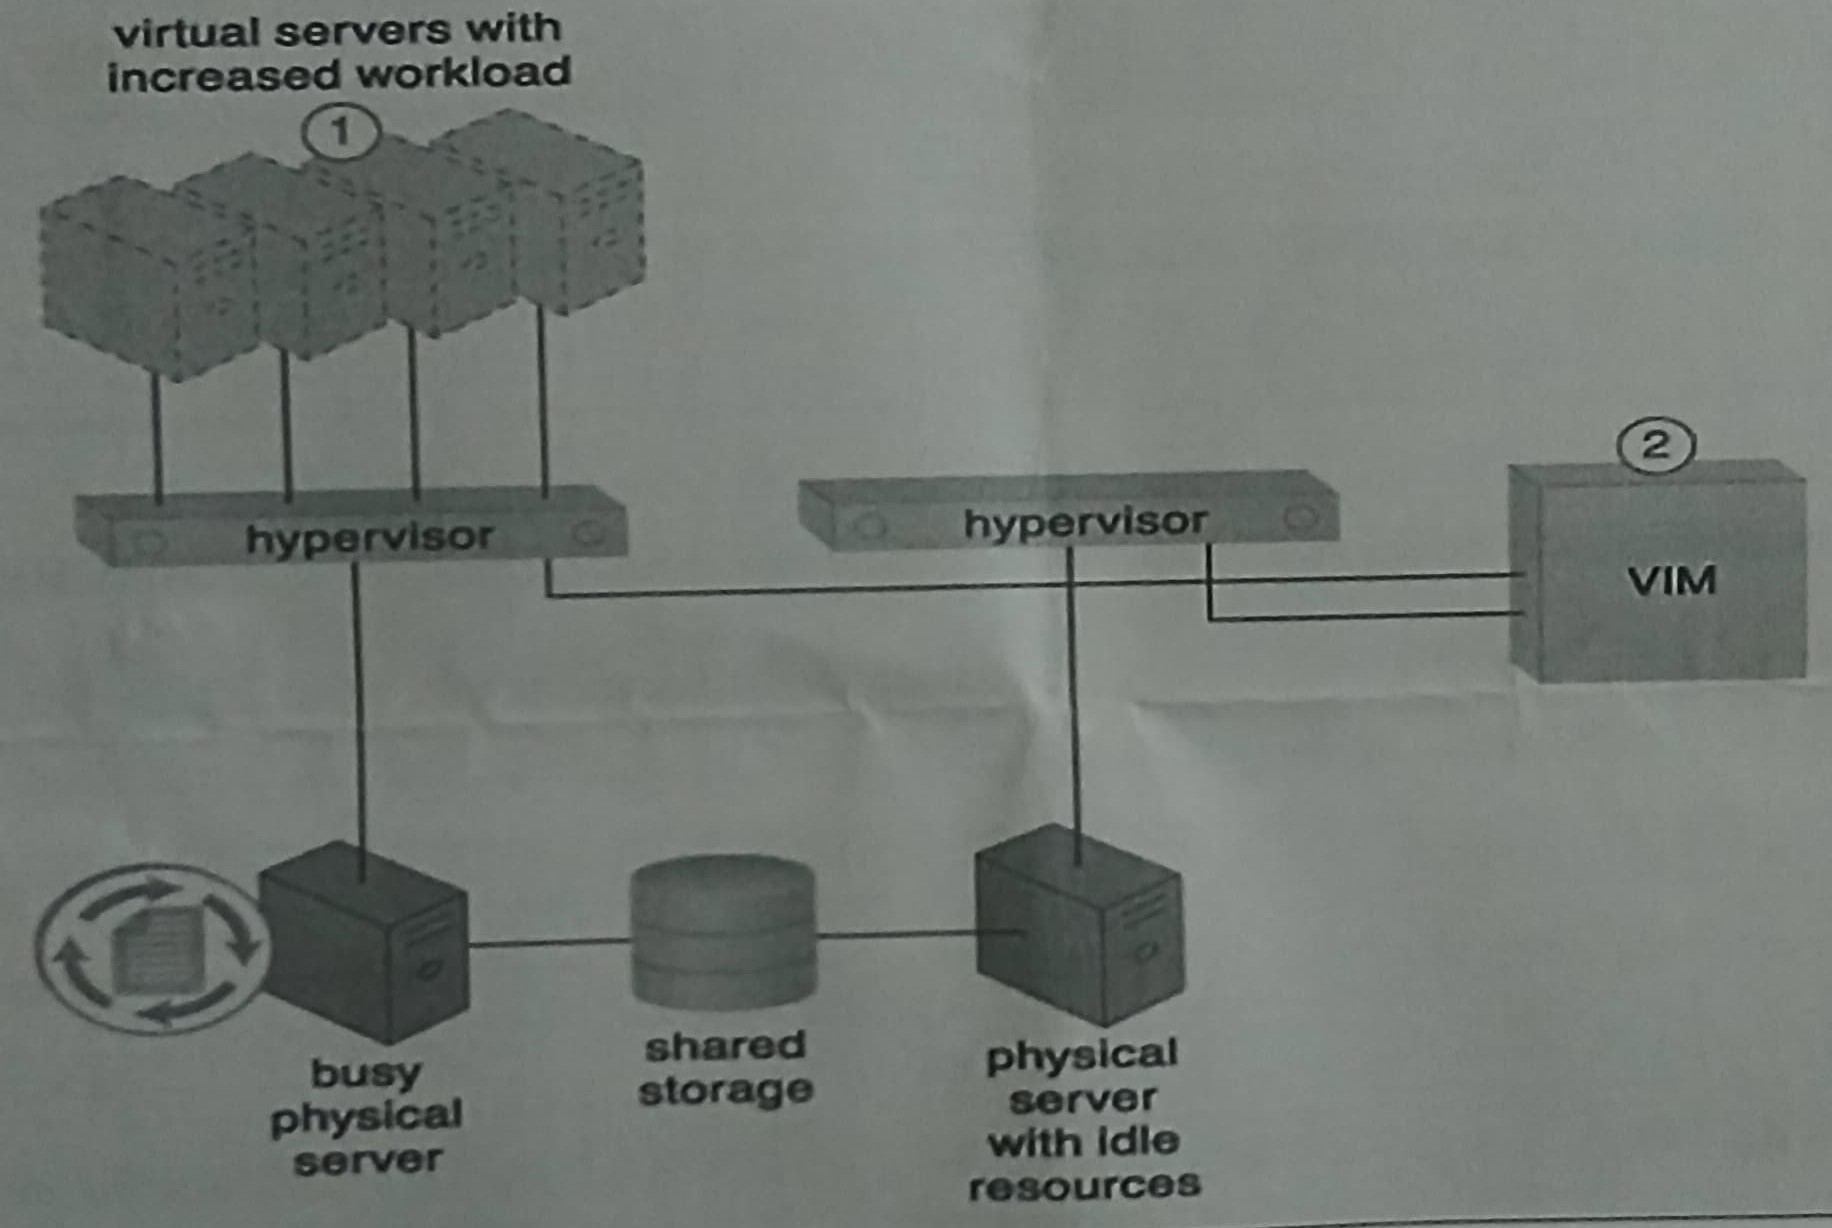 virtual servers with
increased workload
1
2
hypervisor
hypervisor
VIM
busy
physical
server
shared
storage
physical
server
with idle
resources